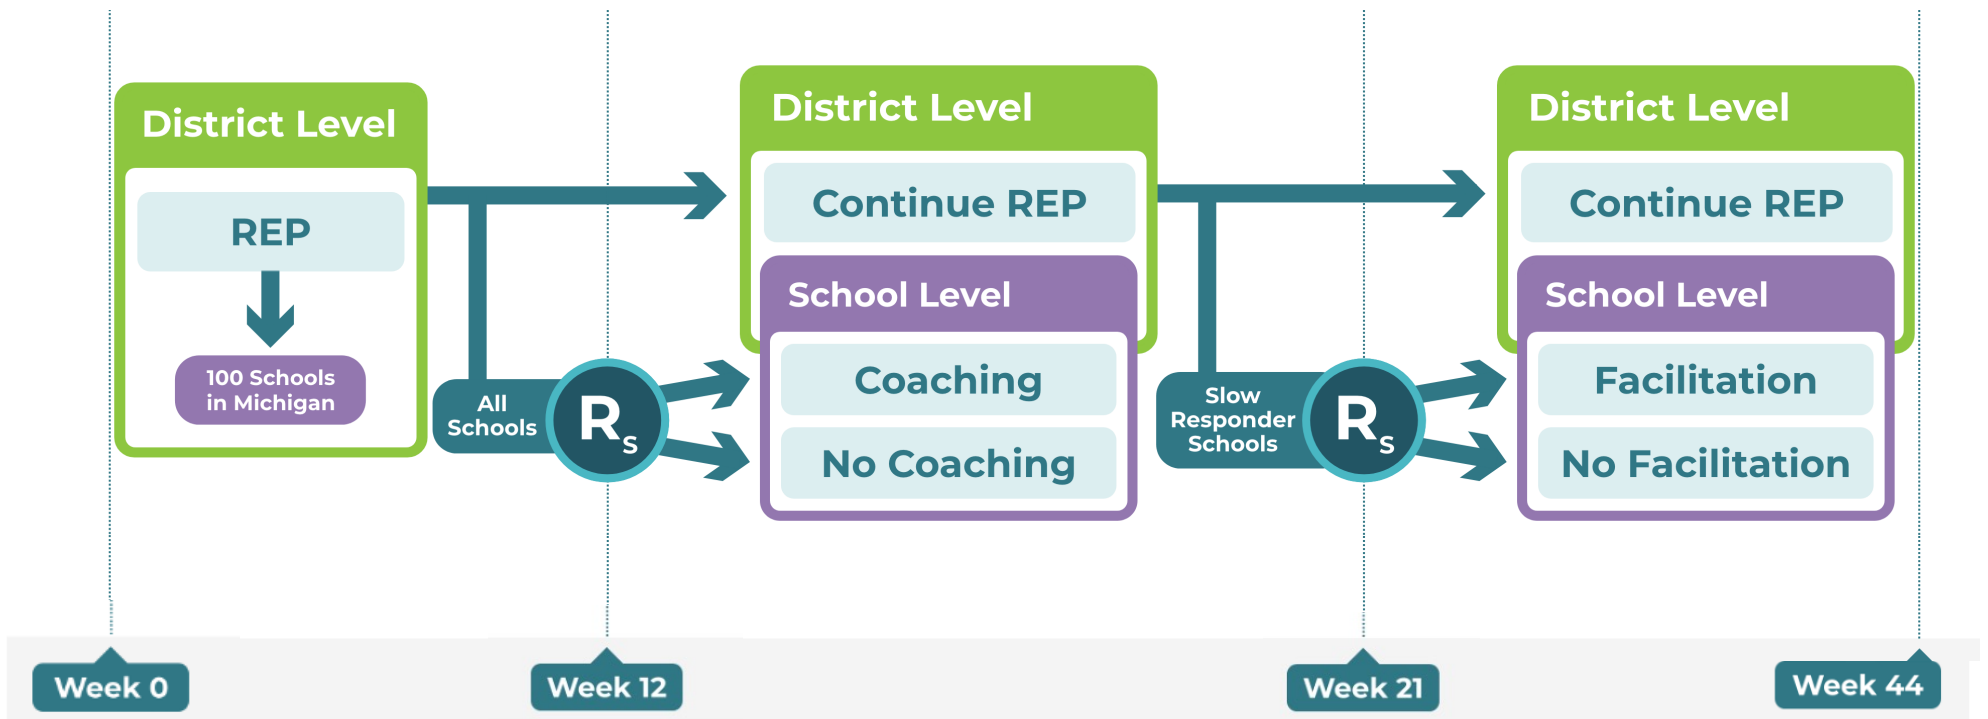 District Level
REP
100 Schools
in Michigan
All
Schools
Rs
District Level
Continue REP
School Level
Coaching
No Coaching
Slow
Responder
Schools
Rs
District Level
Continue REP
School Level
Facilitation
No Facilitation
Week 0
Week 12
Week 21
Week 44